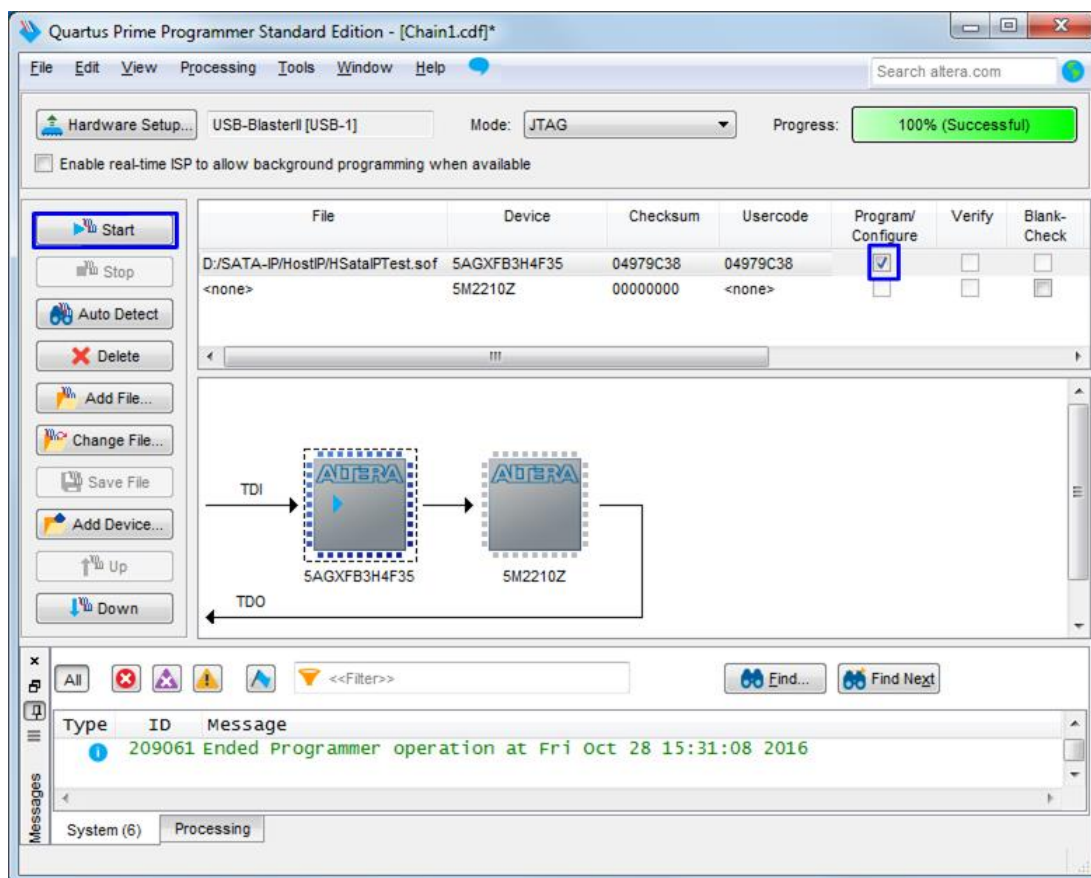 Quartus Prime Programmer Standard Edition - [Chain1.cdf]*
File Edit View Processing Tools Window Help Search altera.com
Hardware Setup... USB-BlasterII [USB-1] Mode: JTAG Progress: 100% (Successful)
Enable real-time ISP to allow background programming when available
Start
Stop
Auto Detect
Delete
Add File...
Change File...
Save File
Add Device...
Up
Down
File Device Checksum Usercode Program/ Configure Verify Blank- Check
D:/SATA-IP/HostIP/HSataIPTest.sof 5AGXFB3H4F35 04979C38 04979C38
<none> 5M2210Z 00000000 <none>
TDI
ALTERA ALTERA
5AGXFB3H4F35 5M2210Z
TDO
All <<Filter>> Find... Find Next
Type ID Message
209061 Ended Programmer operation at Fri Oct 28 15:31:08 2016
Messages
System (6) Processing